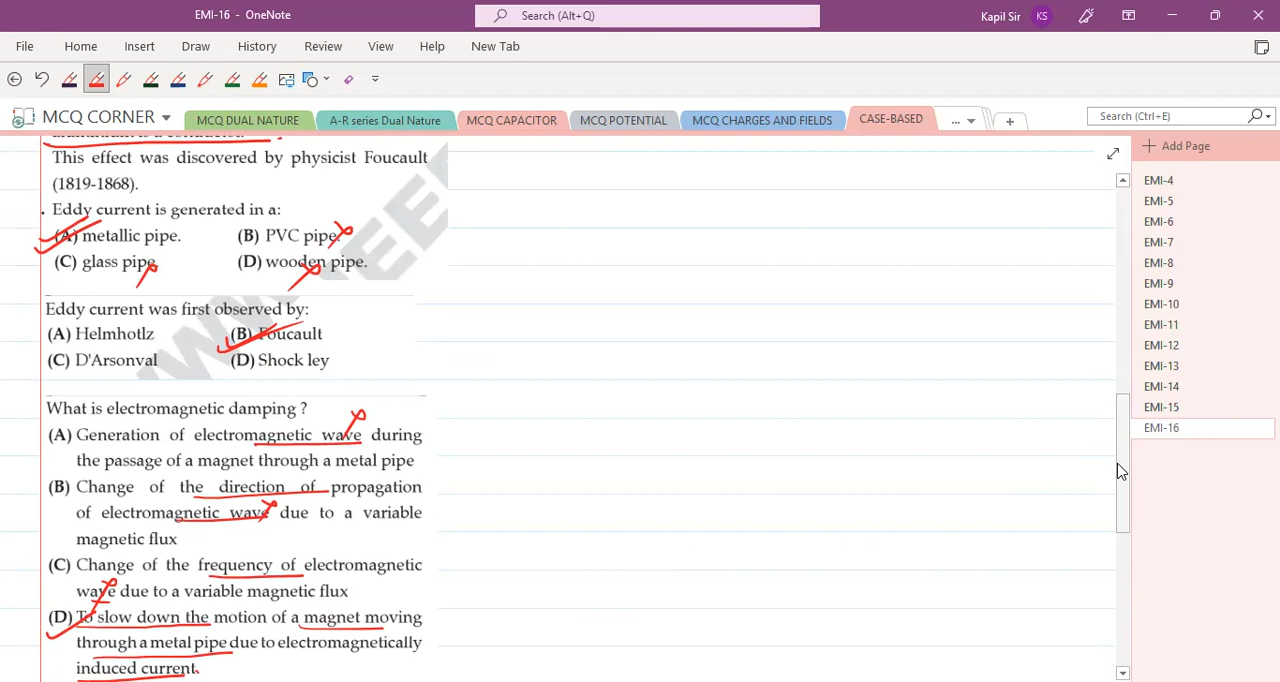 EMI-16 - OneNote
Search (Alt+Q)
Kapil Sir KS
File Home Insert Draw History Review View Help New Tab
MCQ CORNER MCQ DUAL NATURE A-R series Dual Nature MCQ CAPACITOR MCQ POTENTIAL MCQ CHARGES AND FIELDS CASE-BASED ... Search (Ctrl+E)
This effect was discovered by physicist Foucault
(1819-1868).
. Eddy current is generated in a:
(A) metallic pipe. (B) PVC pipe.
(C) glass pipe (D) wooden pipe.
Eddy current was first observed by:
(A) Helmhotlz (B) Foucault
(C) D'Arsonval (D) Shock ley
What is electromagnetic damping ?
(A) Generation of electromagnetic wave during
the passage of a magnet through a metal pipe
(B) Change of the direction of propagation
of electromagnetic wave due to a variable
magnetic flux
(C) Change of the frequency of electromagnetic
wave due to a variable magnetic flux
(D) To slow down the motion of a magnet moving
through a metal pipe due to electromagnetically
induced current.
Add Page
EMI-4
EMI-5
EMI-6
EMI-7
EMI-8
EMI-9
EMI-10
EMI-11
EMI-12
EMI-13
EMI-14
EMI-15
EMI-16